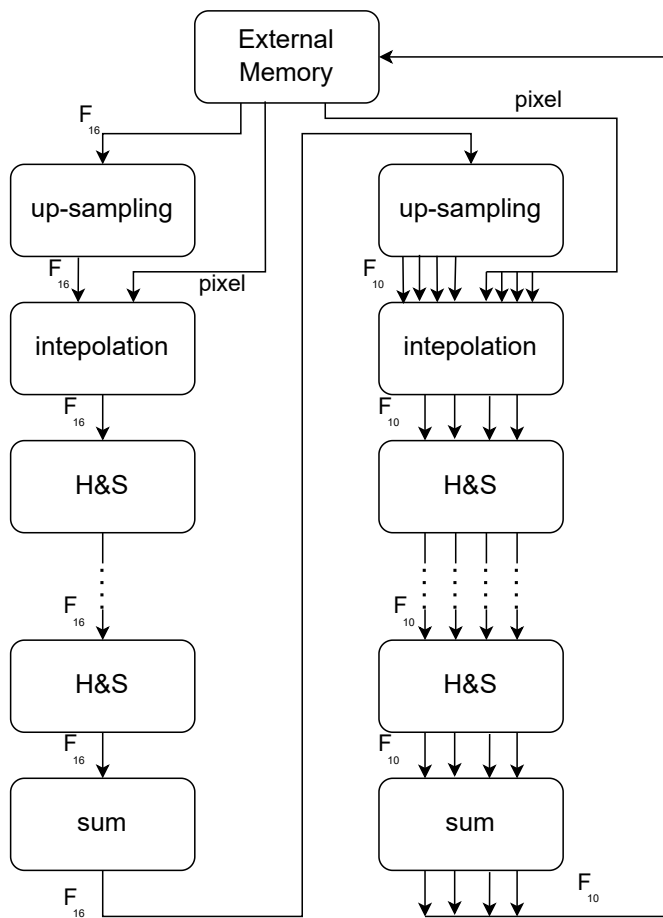 External
Memory
F₁₆
pixel
up-sampling
up-sampling
F₁₆
pixel
F₁₀
intepolation
intepolation
F₁₆
F₁₀
H&S
H&S
F₁₆
F₁₀
H&S
H&S
F₁₆
F₁₀
sum
sum
F₁₆
F₁₀